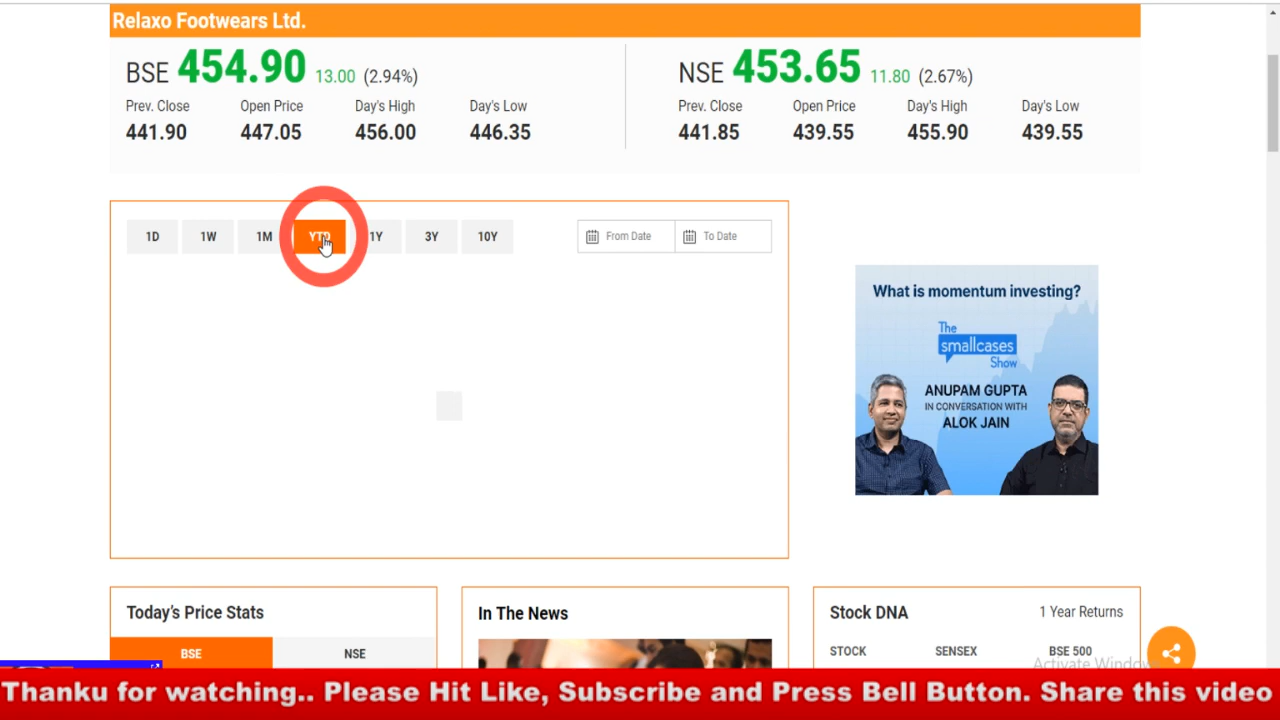 Relaxo Footwears Ltd.
BSE 454.90 13.00 (2.94%)
Prev. Close Open Price Day's High Day's Low
441.90 447.05 456.00 446.35
NSE 453.65 11.80 (2.67%)
Prev. Close Open Price Day's High Day's Low
441.85 439.55 455.90 439.55
1D 1W 1M YTD 1Y 3Y 10Y
From Date To Date
What is momentum investing?
The
smallcases
Show
ANUPAM GUPTA
IN CONVERSATION WITH
ALOK JAIN
Today's Price Stats
BSE NSE
In The News
Stock DNA 1 Year Returns
STOCK SENSEX BSE 500
Activate Window
Thanku for watching.. Please Hit Like, Subscribe and Press Bell Button. Share this video